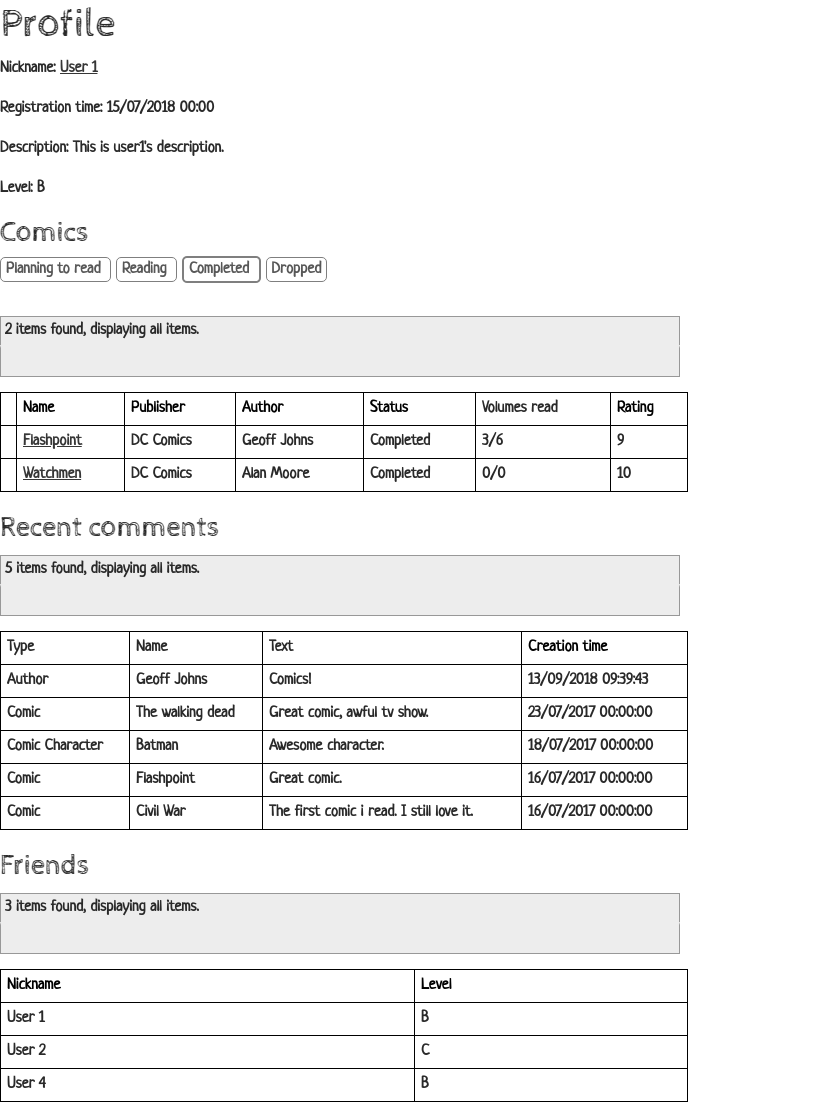 Profile
Nickname: User 1
Registration time: 15/07/2018 00:00
Description: This is user1's description.
Level: B
Comics
Planning to read Reading Completed Dropped
2 items found, displaying all items.
Name Publisher Author Status Volumes read Rating
Flashpoint DC Comics Geoff Johns Completed 3/6 9
Watchmen DC Comics Alan Moore Completed 0/0 10
Recent comments
5 items found, displaying all items.
Type Name Text Creation time
Author Geoff Johns Comics! 13/09/2018 09:39:43
Comic The walking dead Great comic, awful tv show. 23/07/2017 00:00:00
Comic Character Batman Awesome character. 18/07/2017 00:00:00
Comic Flashpoint Great comic. 16/07/2017 00:00:00
Comic Civil War The first comic i read. I still love it. 16/07/2017 00:00:00
Friends
3 items found, displaying all items.
Nickname Level
User 1 B
User 2 C
User 4 B